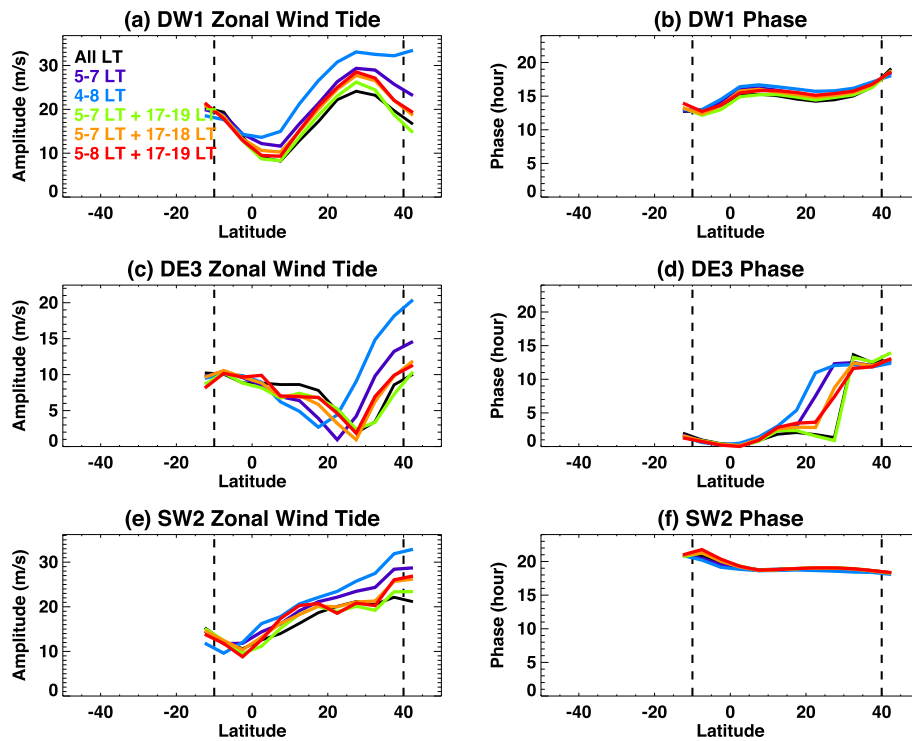 (a) DW1 Zonal Wind Tide
Amplitude (m/s)
30
20
10
0
All LT
5-7 LT
4-8 LT
5-7 LT + 17-19 LT
5-7 LT + 17-18 LT
5-8 LT + 17-19 LT
-40 -20 0 20 40
Latitude
(b) DW1 Phase
Phase (hour)
20
15
10
5
0
-40 -20 0 20 40
Latitude
(c) DE3 Zonal Wind Tide
Amplitude (m/s)
20
15
10
5
0
-40 -20 0 20 40
Latitude
(d) DE3 Phase
Phase (hour)
20
15
10
5
0
-40 -20 0 20 40
Latitude
(e) SW2 Zonal Wind Tide
Amplitude (m/s)
30
20
10
0
-40 -20 0 20 40
Latitude
(f) SW2 Phase
Phase (hour)
20
15
10
5
0
-40 -20 0 20 40
Latitude